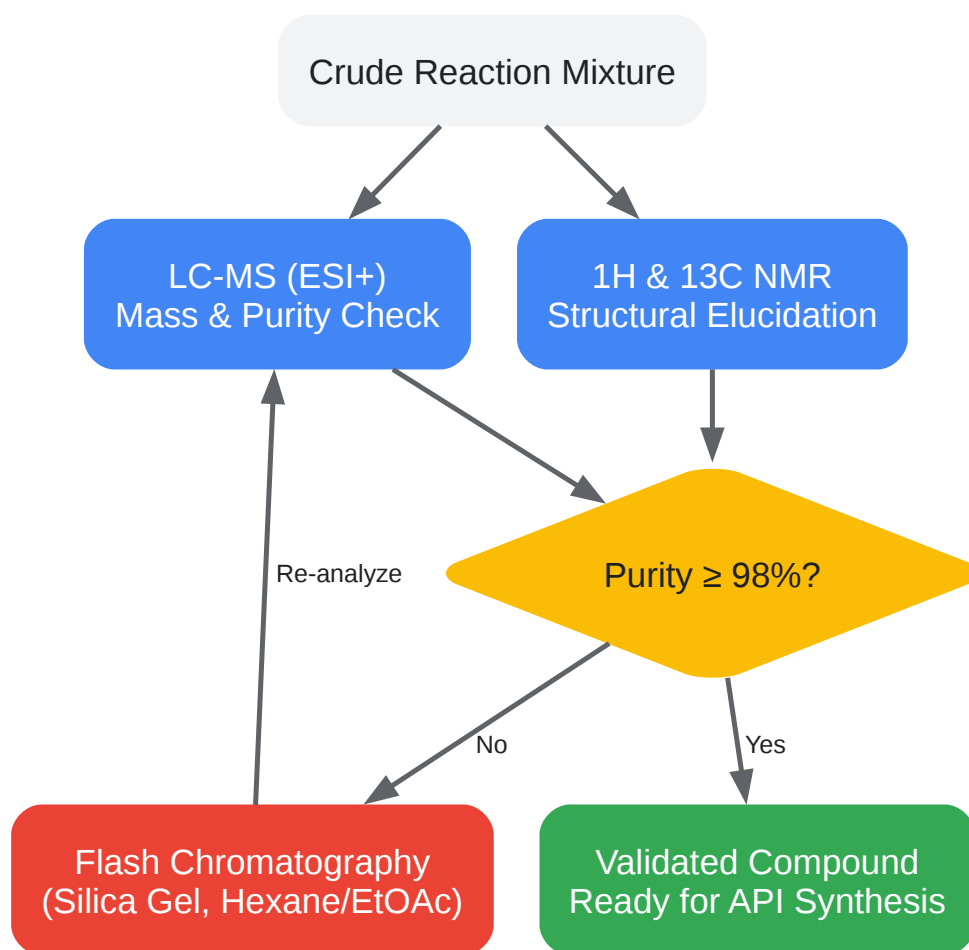 Crude Reaction Mixture
LC-MS (ESI+)
Mass & Purity Check
1H & 13C NMR
Structural Elucidation
Re-analyze
Purity ≥ 98%?
No
Yes
Flash Chromatography
(Silica Gel, Hexane/EtOAc)
Validated Compound
Ready for API Synthesis